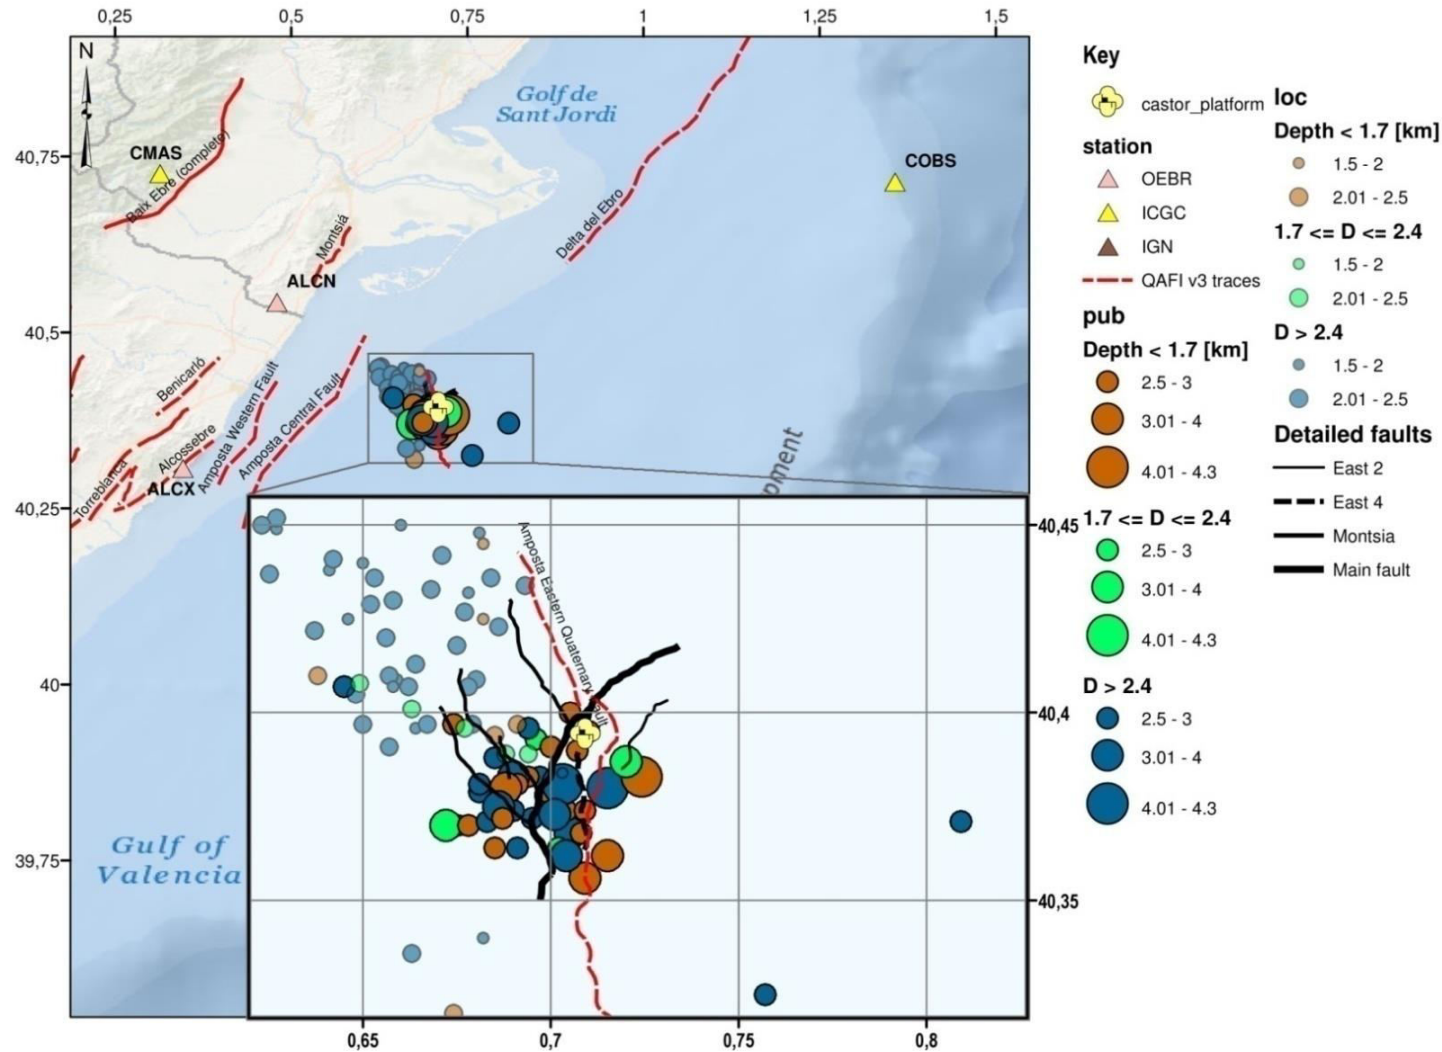 0,25 0,5 0,75 1 1,25 1,5
N
Golf de
Sant Jordi
40,75
CMAS
Baix Ebre (complete)
COBS
Delta del Ebro
Montsiá
ALCN
40,5
Benicarló
Amposta Western Fault
Amposta Central Fault
Alcossebre
Torreblanca
ALCX
40,25
pment
40
39,75
Gulf of
Valencia
Amposta Eastern Quaternary Fault
40,45
40,4
40,35
0,65 0,7 0,75 0,8
Key
castor_platform
station
OEBR
ICGC
IGN
QAFI v3 traces
pub
Depth < 1.7 [km]
2.5 - 3
3.01 - 4
4.01 - 4.3
1.7 <= D <= 2.4
2.5 - 3
3.01 - 4
4.01 - 4.3
D > 2.4
2.5 - 3
3.01 - 4
4.01 - 4.3
loc
Depth < 1.7 [km]
1.5 - 2
2.01 - 2.5
1.7 <= D <= 2.4
1.5 - 2
2.01 - 2.5
D > 2.4
1.5 - 2
2.01 - 2.5
Detailed faults
East 2
East 4
Montsia
Main fault